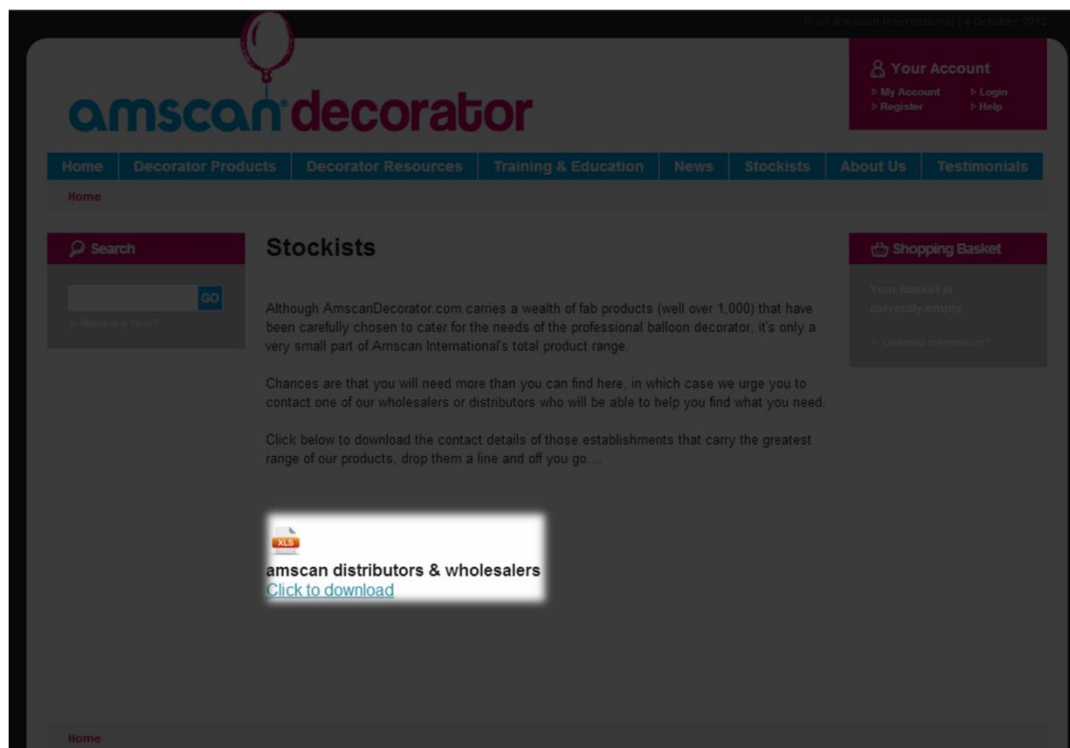 Visit Amscan International | 4 October 2013
amscan decorator
Your Account
My Account
Login
Register
Help
Home
Decorator Products
Decorator Resources
Training & Education
News
Stockists
About Us
Testimonials
Home
Search
GO
> Need any help?
Stockists
Although AmscanDecorator.com carries a wealth of fab products (well over 1,000) that have
been carefully chosen to cater for the needs of the professional balloon decorator, it's only a
very small part of Amscan International's total product range.
Chances are that you will need more than you can find here, in which case we urge you to
contact one of our wholesalers or distributors who will be able to help you find what you need.
Click below to download the contact details of those establishments that carry the greatest
range of our products, drop them a line and off you go....
XLS
amscan distributors & wholesalers
Click to download
Shopping Basket
Your basket is
currently empty
> Ordering information?
Home